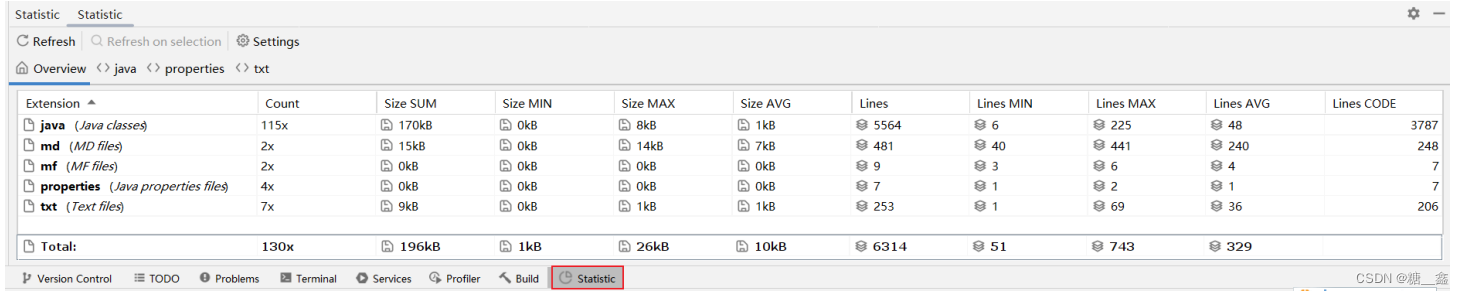 Statistic Statistic
Refresh Refresh on selection Settings
Overview java properties txt
Extension Count Size SUM Size MIN Size MAX Size AVG Lines Lines MIN Lines MAX Lines AVG Lines CODE
java (Java classes) 115x 170kB 0kB 8kB 1kB 5564 6 225 48 3787
md (MD files) 2x 15kB 0kB 14kB 7kB 481 40 441 240 248
mf (MF files) 2x 0kB 0kB 0kB 0kB 9 3 6 4 7
properties (Java properties files) 4x 0kB 0kB 0kB 0kB 7 1 2 1 7
txt (Text files) 7x 9kB 0kB 1kB 1kB 253 1 69 36 206
Total: 130x 196kB 1kB 26kB 10kB 6314 51 743 329
Version Control TODO Problems Terminal Services Profiler Build Statistic
CSDN @糖__鑫